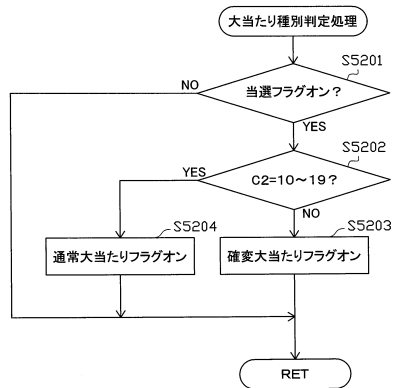 大当たり種別判定処理
S5201
NO
当選フラグオン？
YES
S5202
YES
C2=10～19？
NO
S5204
S5203
通常大当たりフラグオン
確変大当たりフラグオン
RET